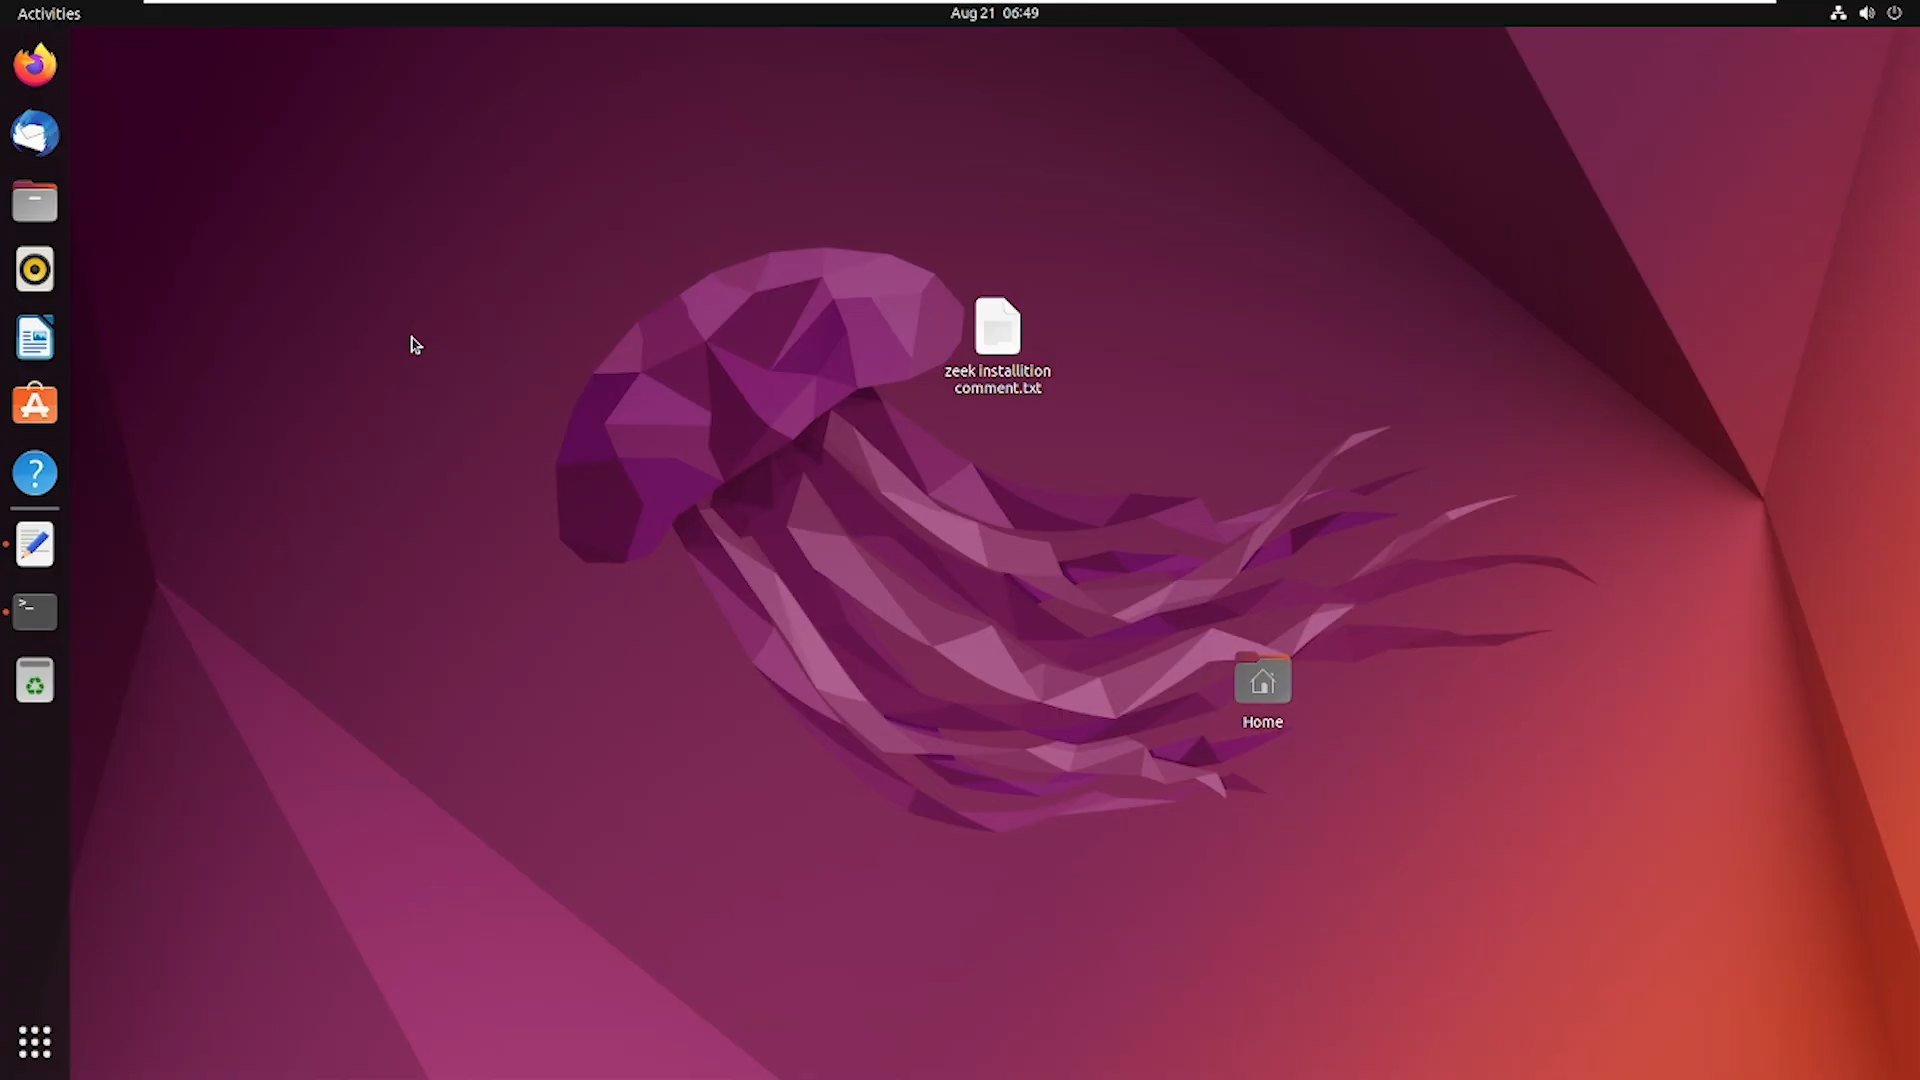 Activities
Aug 21 06:49
zeek installition
comment.txt
Home